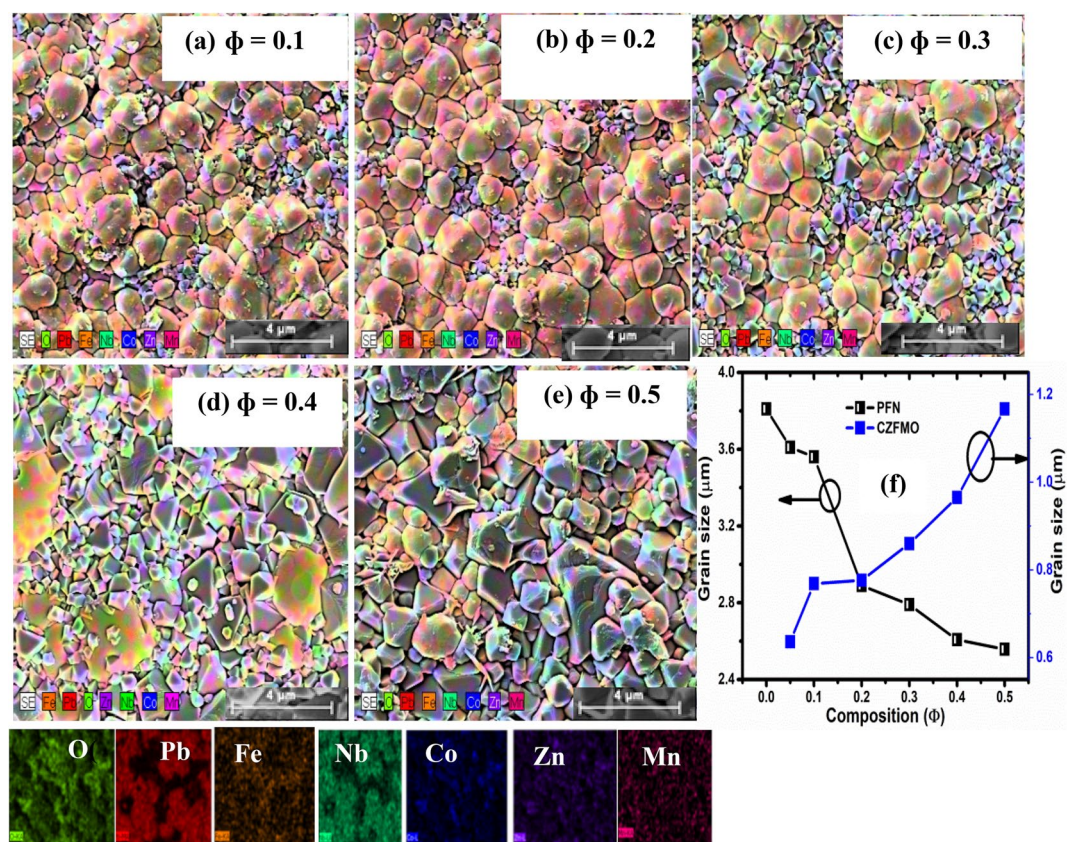 (a) ϕ = 0.1
(b) ϕ = 0.2
(c) ϕ = 0.3
4 µm
SE O Pb Fe Nb Co Zn Mn
4 µm
SE O Pb Fe Nb Co Zn Mn
4 µm
SE O Pb Fe Nb Co Zn Mn
(d) ϕ = 0.4
(e) ϕ = 0.5
4 µm
SE Fe Pb O Zn Nb Co Mn
4 µm
SE O Pb Fe Nb Co Zn Mn
4.0
3.6
3.2
2.8
2.4
Grain size (µm)
PFN
CZFMO
(f)
1.2
1.0
0.8
0.6
Grain size (µm)
0.0 0.1 0.2 0.3 0.4 0.5
Composition (Φ)
O Pb Fe Nb Co Zn Mn